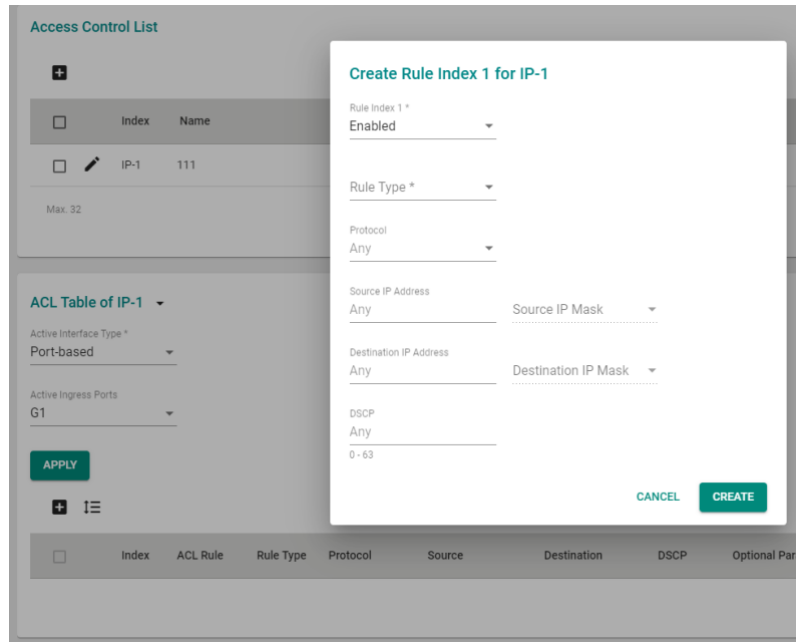 Access Control List
Index Name
IP-1 111
Max. 32
ACL Table of IP-1
Active Interface Type *
Port-based
Active Ingress Ports
G1
APPLY
Index ACL Rule Rule Type Protocol Source Destination DSCP Optional Par
Create Rule Index 1 for IP-1
Rule Index 1 *
Enabled
Rule Type *
Protocol
Any
Source IP Address
Any Source IP Mask
Destination IP Address
Any Destination IP Mask
DSCP
Any
0 - 63
CANCEL CREATE